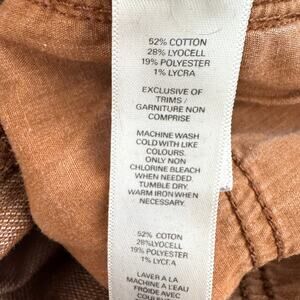 52% COTTON
28% LYOCELL
19% POLYESTER
1% LYCRA
EXCLUSIVE OF
TRIMS /
GARNITURE NON
COMPRISE
MACHINE WASH
COLD WITH LIKE
COLOURS.
ONLY NON
CHLORINE BLEACH
WHEN NEEDED.
TUMBLE DRY.
WARM IRON WHEN
NECESSARY.
52% COTON
28%LYOCELL
19% POLYESTER
1% LYCRA
LAVER A LA
MACHINE A L'EAU
FROIDE AVEC